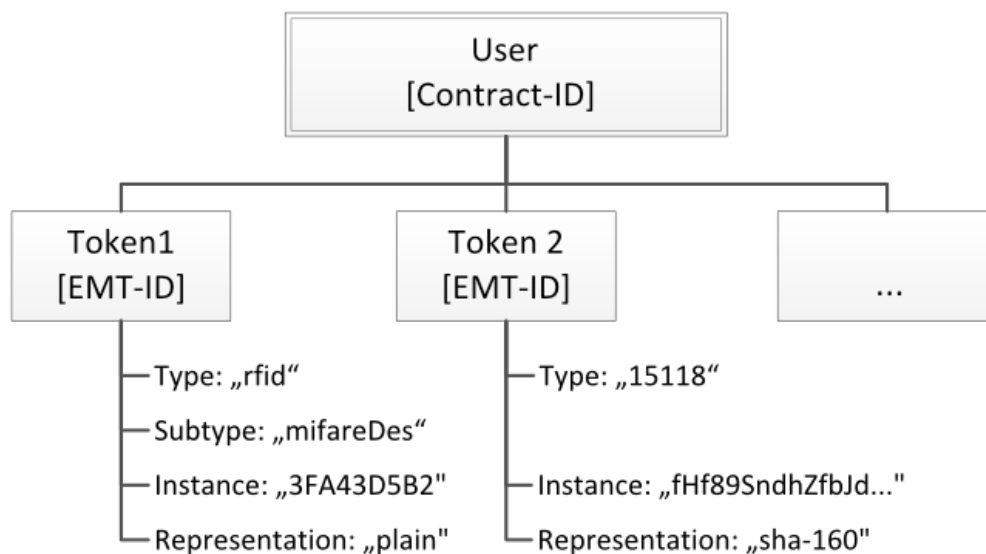 User
[Contract-ID]
Token1
[EMT-ID]
Token 2
[EMT-ID]
...
Type: „rfid“
Subtype: „mifareDes“
Instance: „3FA43D5B2"
Representation: „plain"
Type: „15118“
Instance: „fHf89SndhZfbJd..."
Representation: „sha-160"